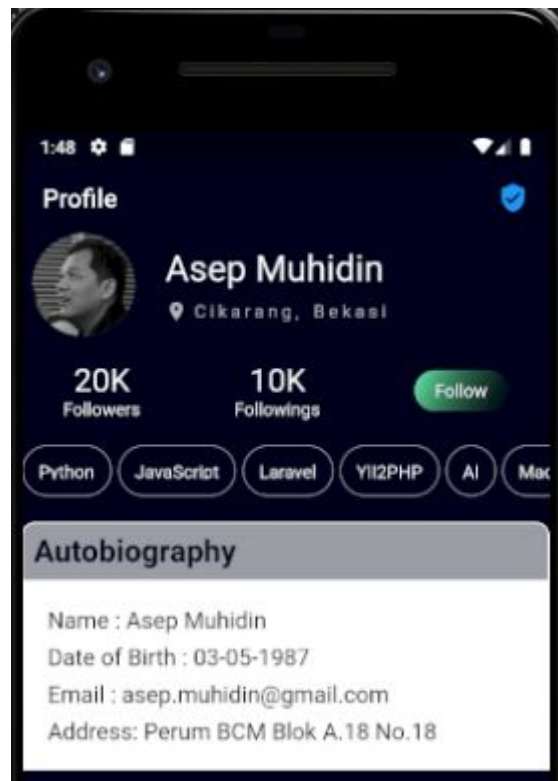 1:48
Profile
Asep Muhidin
Cikarang, Bekasi
20K 10K Follow
Followers Followings
Python JavaScript Laravel YII2PHP AI Mac
Autobiography
Name : Asep Muhidin
Date of Birth : 03-05-1987
Email : asep.muhidin@gmail.com
Address: Perum BCM Blok A.18 No.18